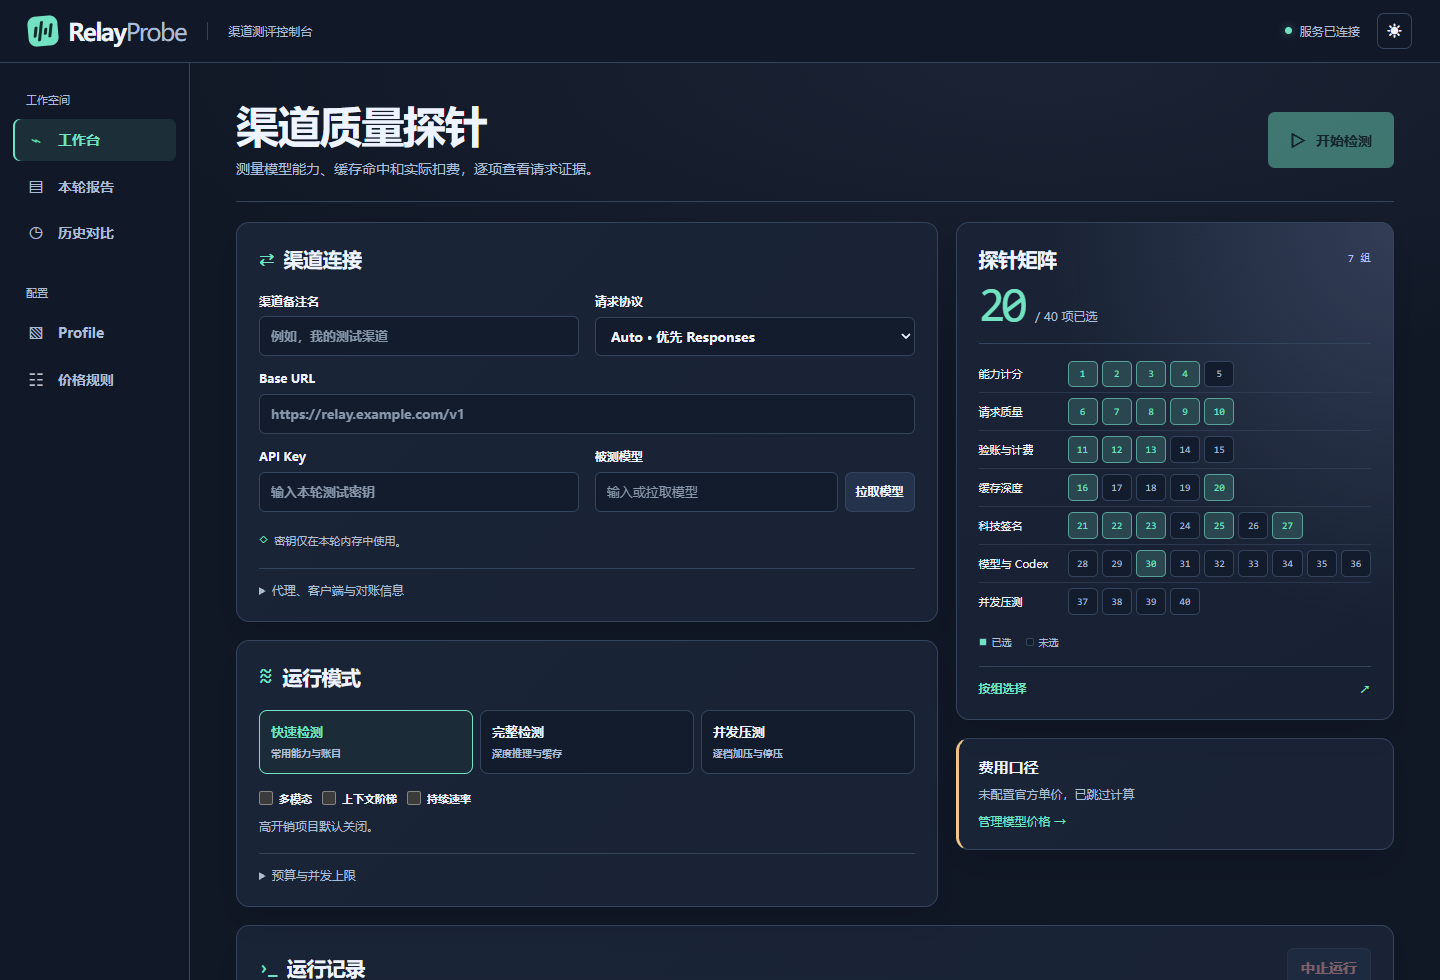 RelayProbe
渠道测评控制台
服务已连接
工作空间
工作台
本轮报告
历史对比
配置
Profile
价格规则
渠道质量探针
测量模型能力、缓存命中和实际扣费，逐项查看请求证据。
开始检测
渠道连接
渠道备注名
请求协议
例如，我的测试渠道
Auto • 优先 Responses
Base URL
https://relay.example.com/v1
API Key
被测模型
输入本轮测试密钥
输入或拉取模型
拉取模型
密钥仅在本轮内存中使用。
代理、客户端与对账信息
运行模式
快速检测
常用能力与账目
完整检测
深度推理与缓存
并发压测
逐档加压与停压
多模态
上下文阶梯
持续速率
高开销项目默认关闭。
预算与并发上限
探针矩阵
7 组
20 / 40 项已选
能力计分 1 2 3 4 5
请求质量 6 7 8 9 10
验账与计费 11 12 13 14 15
缓存深度 16 17 18 19 20
科技签名 21 22 23 24 25 26 27
模型与 Codex 28 29 30 31 32 33 34 35 36
并发压测 37 38 39 40
已选 未选
按组选择 ↗
费用口径
未配置官方单价，已跳过计算
管理模型价格 →
运行记录
中止运行